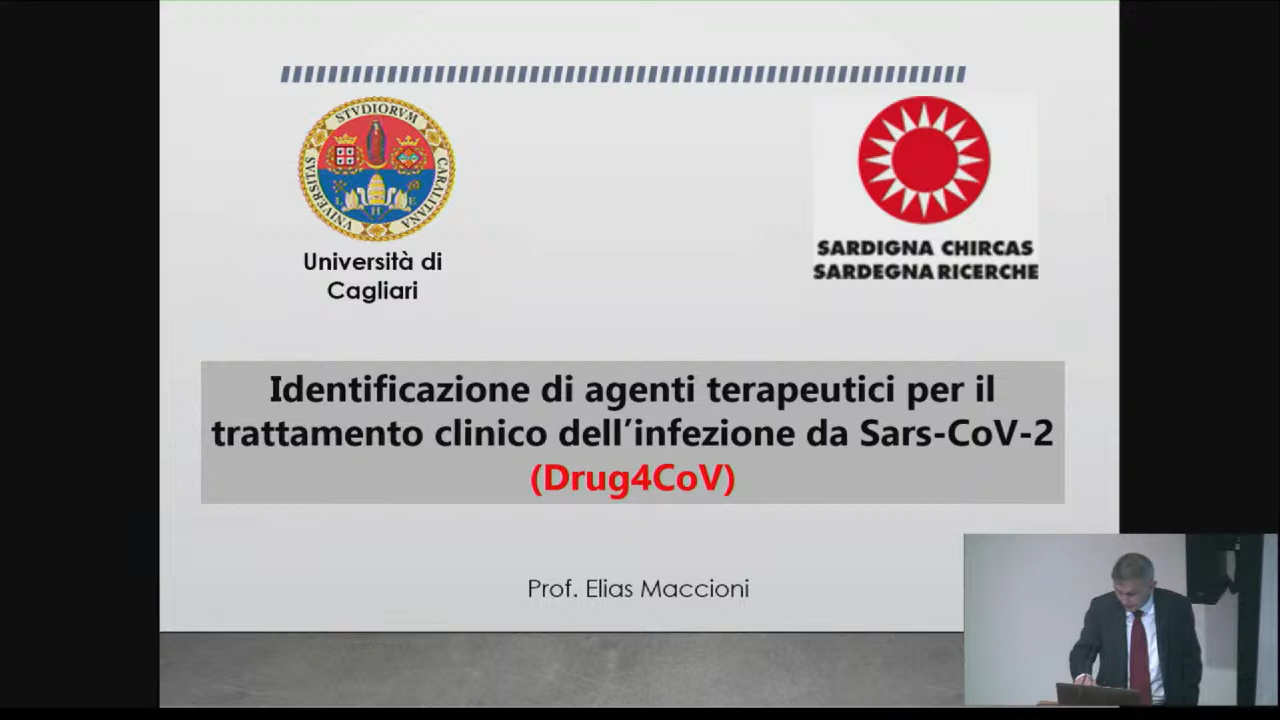 STVDIORVM
VNIVERSITAS
CARALITANA
Università di
Cagliari
SARDIGNA CHIRCAS
SARDEGNA RICERCHE
Identificazione di agenti terapeutici per il
trattamento clinico dell'infezione da Sars-CoV-2
(Drug4CoV)
Prof. Elias Maccioni